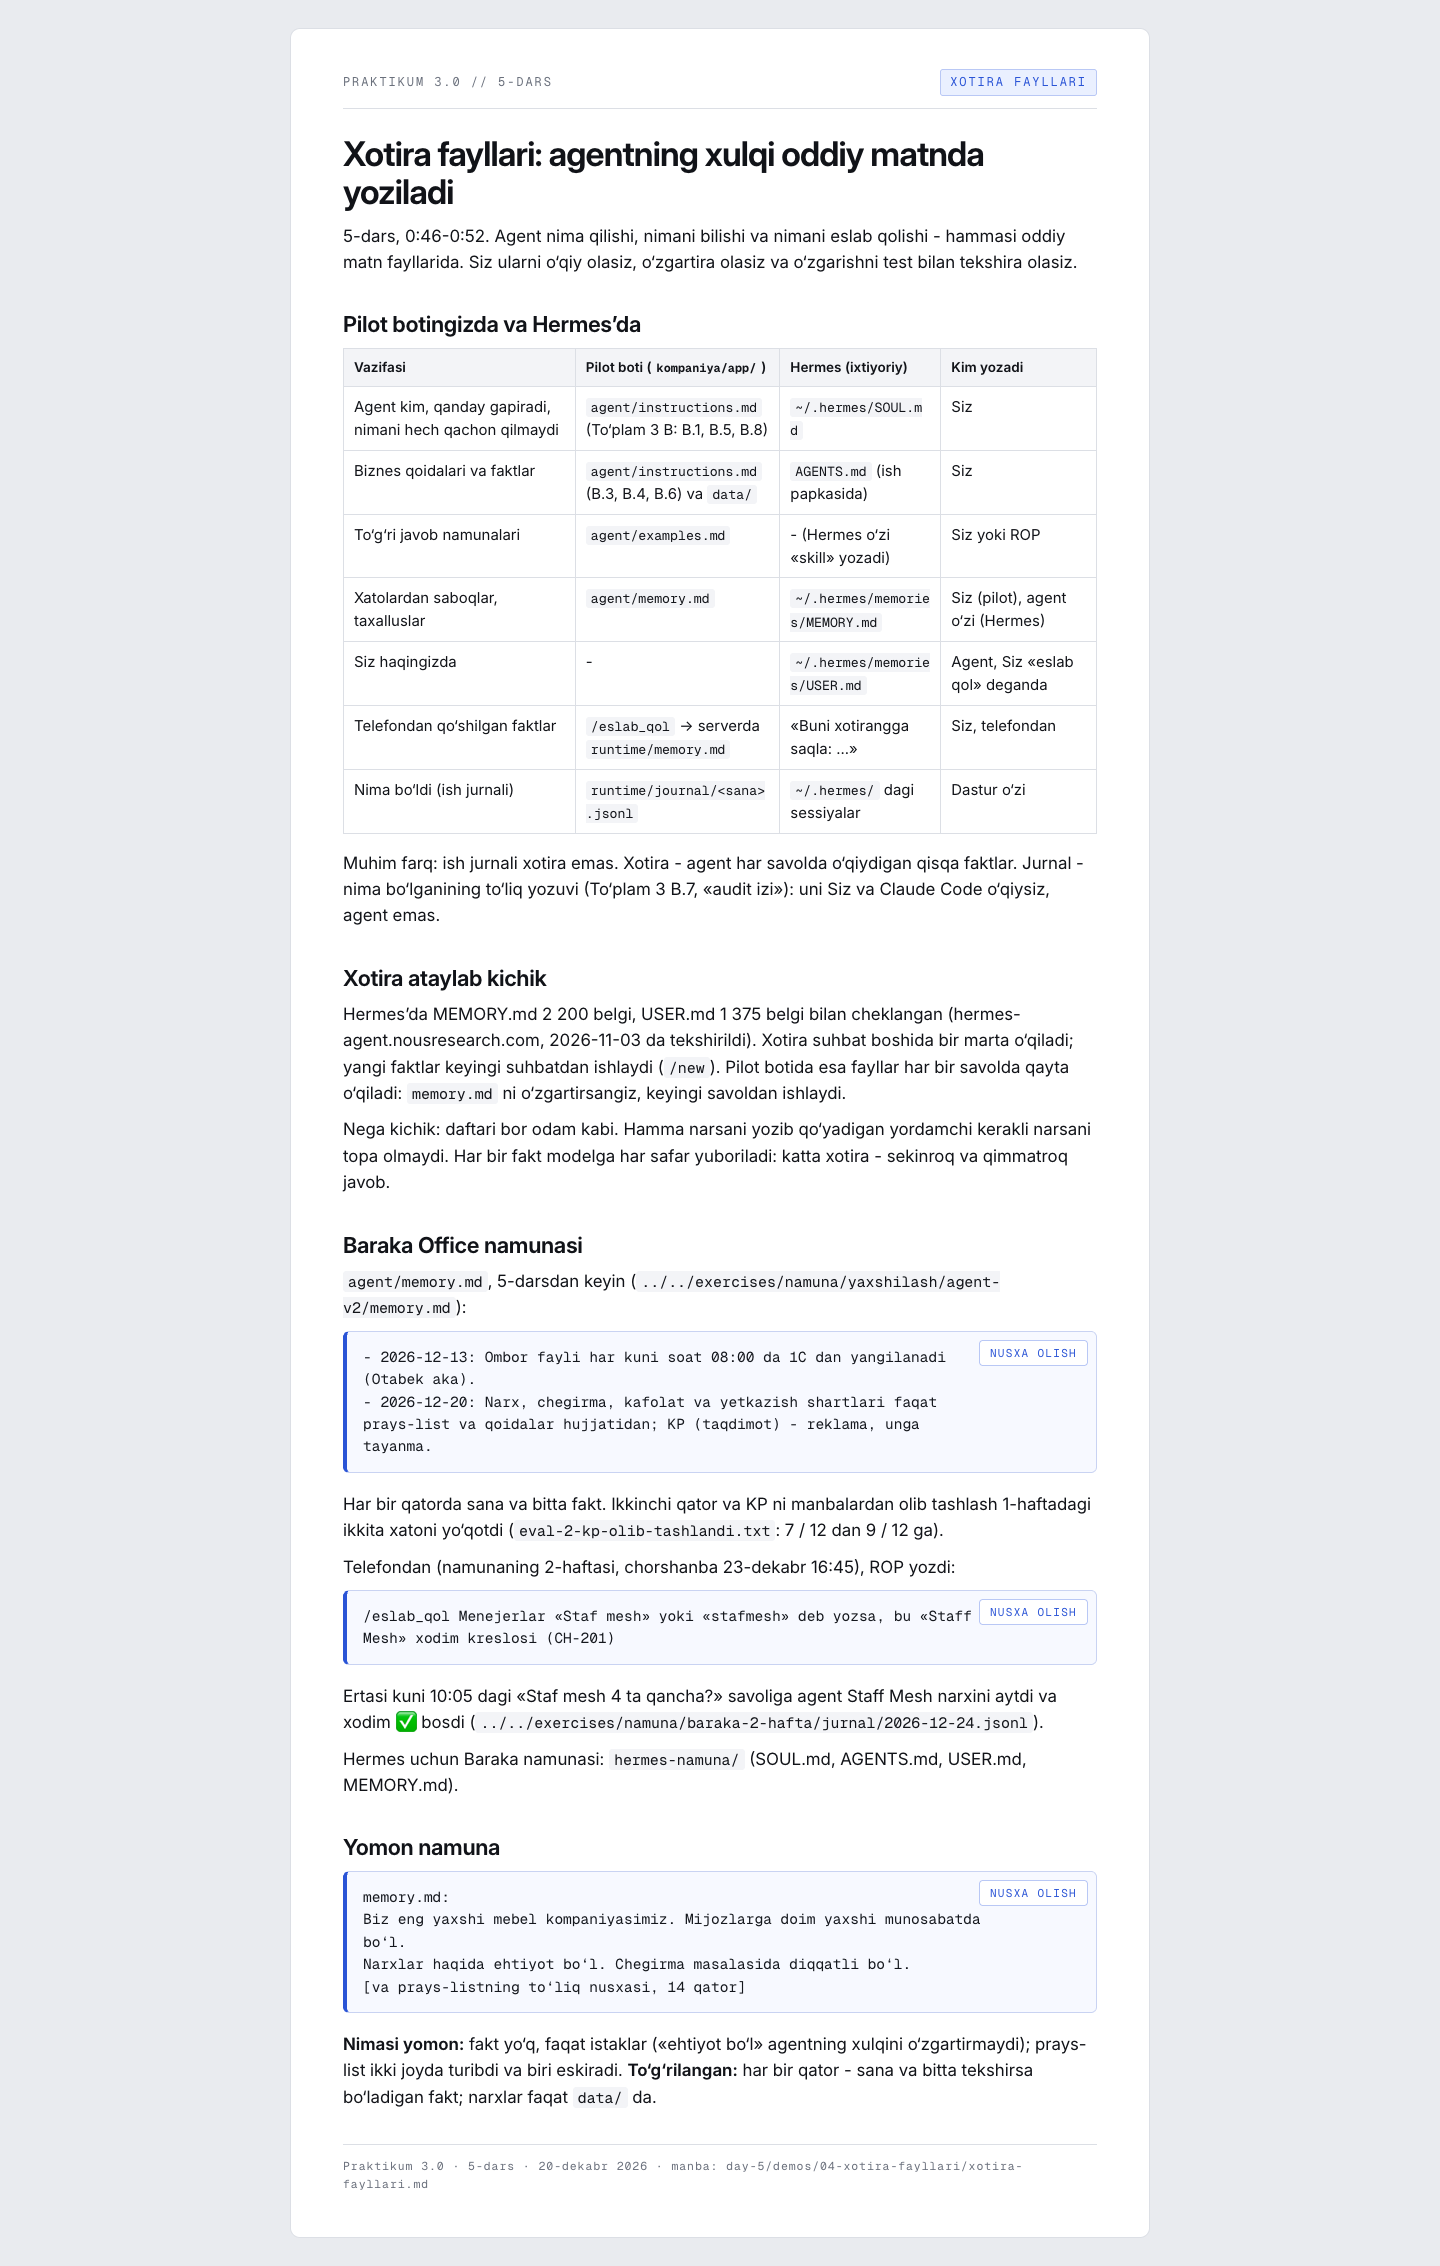 PRAKTIKUM 3.0 // 5-DARS
XOTIRA FAYLLARI
Xotira fayllari: agentning xulqi oddiy matnda
yoziladi
5-dars, 0:46-0:52. Agent nima qilishi, nimani bilishi va nimani eslab qolishi - hammasi oddiy
matn fayllarida. Siz ularni o‘qiy olasiz, o‘zgartira olasiz va o‘zgarishni test bilan tekshira olasiz.
Pilot botingizda va Hermes’da
Vazifasi
Pilot boti ( kompaniya/app/ )
Hermes (ixtiyoriy)
Kim yozadi
Agent kim, qanday gapiradi,
nimani hech qachon qilmaydi
agent/instructions.md
(To‘plam 3 B: B.1, B.5, B.8)
~/.hermes/SOUL.m
d
Siz
Biznes qoidalari va faktlar
agent/instructions.md
(B.3, B.4, B.6) va data/
AGENTS.md (ish
papkasida)
Siz
To‘g‘ri javob namunalari
agent/examples.md
- (Hermes o‘zi
«skill» yozadi)
Siz yoki ROP
Xatolardan saboqlar,
taxalluslar
agent/memory.md
~/.hermes/memorie
s/MEMORY.md
Siz (pilot), agent
o‘zi (Hermes)
Siz haqingizda
-
~/.hermes/memorie
s/USER.md
Agent, Siz «eslab
qol» deganda
Telefondan qo‘shilgan faktlar
/eslab_qol → serverda
runtime/memory.md
«Buni xotirangga
saqla: ...»
Siz, telefondan
Nima bo‘ldi (ish jurnali)
runtime/journal/<sana>
.jsonl
~/.hermes/ dagi
sessiyalar
Dastur o‘zi
Muhim farq: ish jurnali xotira emas. Xotira - agent har savolda o‘qiydigan qisqa faktlar. Jurnal -
nima bo‘lganining to‘liq yozuvi (To‘plam 3 B.7, «audit izi»): uni Siz va Claude Code o‘qiysiz,
agent emas.
Xotira ataylab kichik
Hermes’da MEMORY.md 2 200 belgi, USER.md 1 375 belgi bilan cheklangan (hermes-
agent.nousresearch.com, 2026-11-03 da tekshirildi). Xotira suhbat boshida bir marta o‘qiladi;
yangi faktlar keyingi suhbatdan ishlaydi ( /new ). Pilot botida esa fayllar har bir savolda qayta
o‘qiladi: memory.md ni o‘zgartirsangiz, keyingi savoldan ishlaydi.
Nega kichik: daftari bor odam kabi. Hamma narsani yozib qo‘yadigan yordamchi kerakli narsani
topa olmaydi. Har bir fakt modelga har safar yuboriladi: katta xotira - sekinroq va qimmatroq
javob.
Baraka Office namunasi
agent/memory.md , 5-darsdan keyin ( ../../exercises/namuna/yaxshilash/agent-
v2/memory.md ):
NUSXA OLISH
- 2026-12-13: Ombor fayli har kuni soat 08:00 da 1C dan yangilanadi
(Otabek aka).
- 2026-12-20: Narx, chegirma, kafolat va yetkazish shartlari faqat
prays-list va qoidalar hujjatidan; KP (taqdimot) - reklama, unga
tayanma.
Har bir qatorda sana va bitta fakt. Ikkinchi qator va KP ni manbalardan olib tashlash 1-haftadagi
ikkita xatoni yo‘qotdi ( eval-2-kp-olib-tashlandi.txt : 7 / 12 dan 9 / 12 ga).
Telefondan (namunaning 2-haftasi, chorshanba 23-dekabr 16:45), ROP yozdi:
NUSXA OLISH
/eslab_qol Menejerlar «Staf mesh» yoki «stafmesh» deb yozsa, bu «Staff
Mesh» xodim kreslosi (CH-201)
Ertasi kuni 10:05 dagi «Staf mesh 4 ta qancha?» savoliga agent Staff Mesh narxini aytdi va
xodim ✅ bosdi ( ../../exercises/namuna/baraka-2-hafta/jurnal/2026-12-24.jsonl ).
Hermes uchun Baraka namunasi: hermes-namuna/ (SOUL.md, AGENTS.md, USER.md,
MEMORY.md).
Yomon namuna
NUSXA OLISH
memory.md:
Biz eng yaxshi mebel kompaniyasimiz. Mijozlarga doim yaxshi munosabatda
bo‘l.
Narxlar haqida ehtiyot bo‘l. Chegirma masalasida diqqatli bo‘l.
[va prays-listning to‘liq nusxasi, 14 qator]
Nimasi yomon: fakt yo‘q, faqat istaklar («ehtiyot bo‘l» agentning xulqini o‘zgartirmaydi); prays-
list ikki joyda turibdi va biri eskiradi. To‘g‘rilangan: har bir qator - sana va bitta tekshirsa
bo‘ladigan fakt; narxlar faqat data/ da.
Praktikum 3.0 · 5-dars · 20-dekabr 2026 · manba: day-5/demos/04-xotira-fayllari/xotira-
fayllari.md